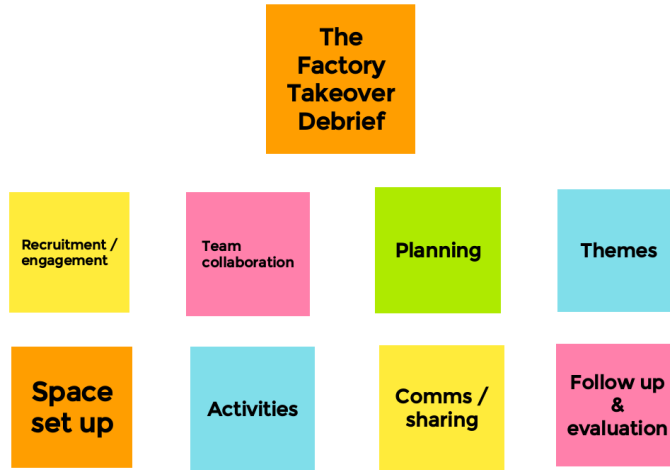 The
Factory
Takeover
Debrief
Recruitment /
engagement
Team
collaboration
Planning
Themes
Space
set up
Activities
Comms /
sharing
Follow up
&
evaluation